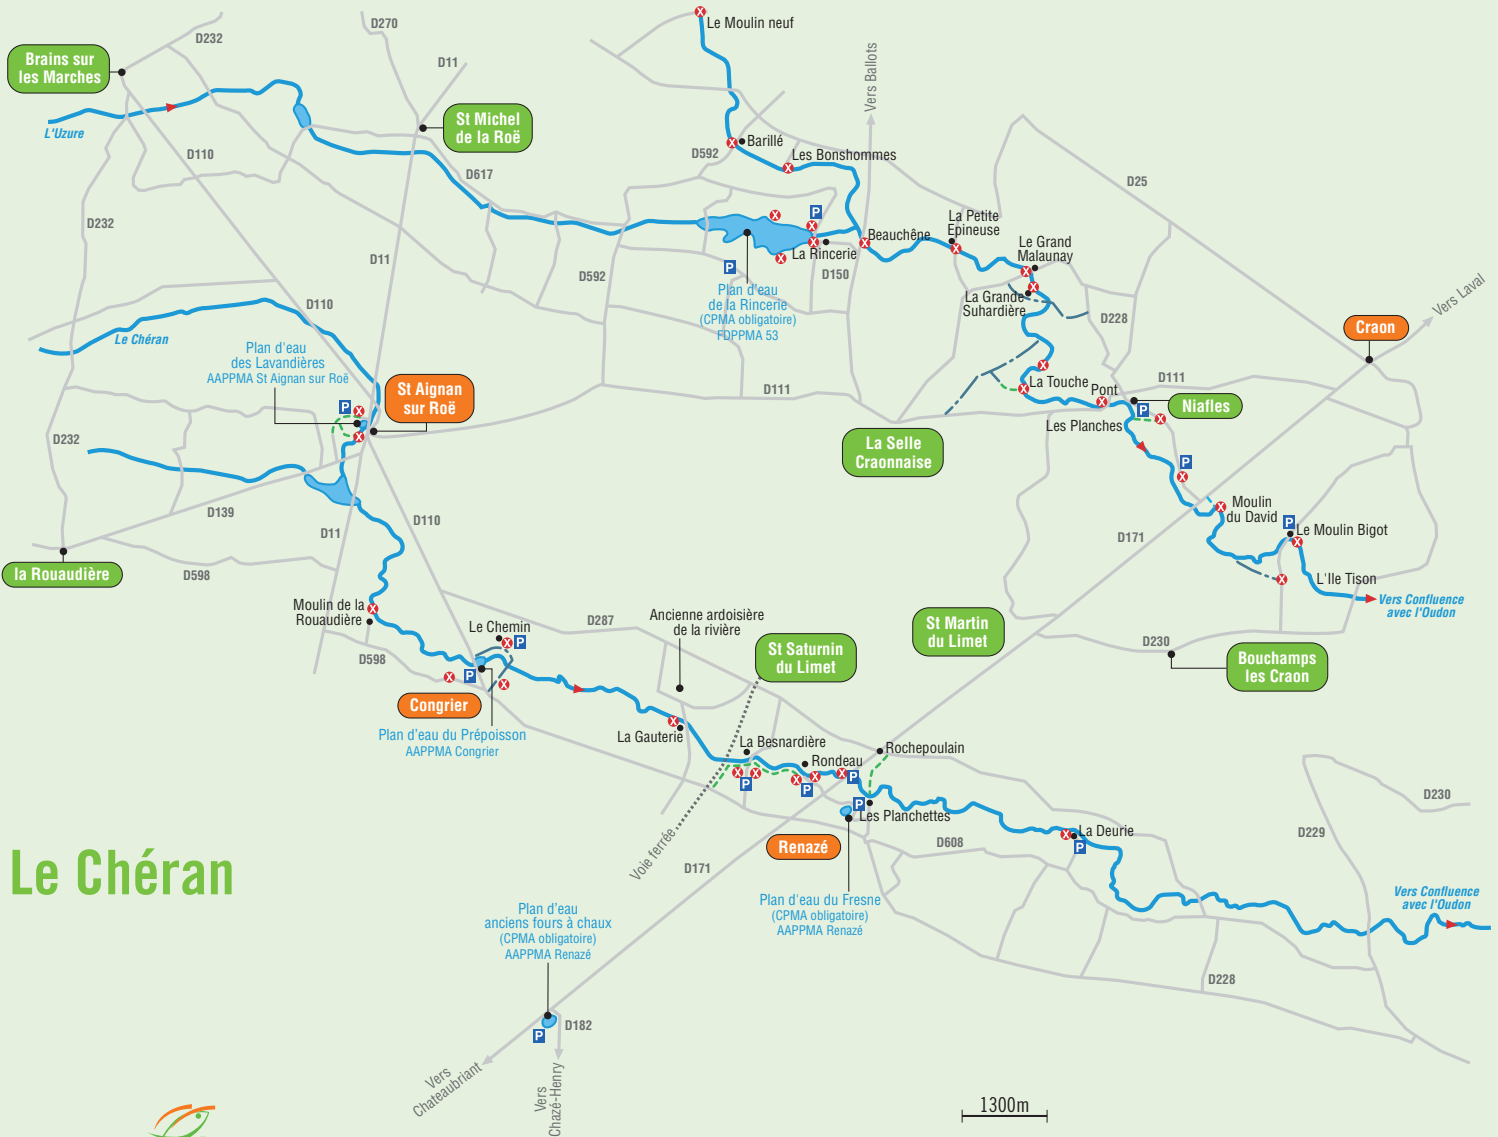 Le Moulin neuf
D270
D232
D11
Brains sur
les Marches
Vers Ballots
L'Uzure
St Michel
de la Roë
D110
D592
Barillé
Les Bonshommes
D617
D25
D232
P
La Petite
Epineuse
Beauchêne
Le Grand
Malaunay
La Rincerie
D11
D592
P
D150
Plan d'eau
de la Rincerie
(CPMA obligatoire)
FDPPMA 53
La Grande
Suhardière
Vers Laval
D110
D228
Craon
Le Chéran
Plan d'eau
des Lavandières
AAPPMA St Aignan sur Roë
St Aignan
sur Roë
P
La Touche
Pont
D111
D111
Niafles
P
Les Planches
D232
La Selle
Craonnaise
P
D139
D110
D11
Moulin
du David
P
Le Moulin Bigot
D171
la Rouaudière
D598
L'Ile Tison
Vers Confluence
avec l'Oudon
Moulin de la
Rouaudière
Le Chemin
P
D287
Ancienne ardoisière
de la rivière
St Saturnin
du Limet
St Martin
du Limet
D230
Bouchamps
les Craon
D598
P
Congrier
Plan d'eau du Prépoisson
AAPPMA Congrier
La Gauterie
La Besnardière
Rondeau
Rochepoulain
P
P
P
P
Les Planchettes
D230
D229
La Deurie
P
D608
Renazé
Voie ferrée
D171
Le Chéran
Plan d'eau du Fresne
(CPMA obligatoire)
AAPPMA Renazé
Vers Confluence
avec l'Oudon
Plan d'eau
anciens fours à chaux
(CPMA obligatoire)
AAPPMA Renazé
D228
P
D182
Vers
Chateaubriant
Vers
Chazé-Henry
1300m